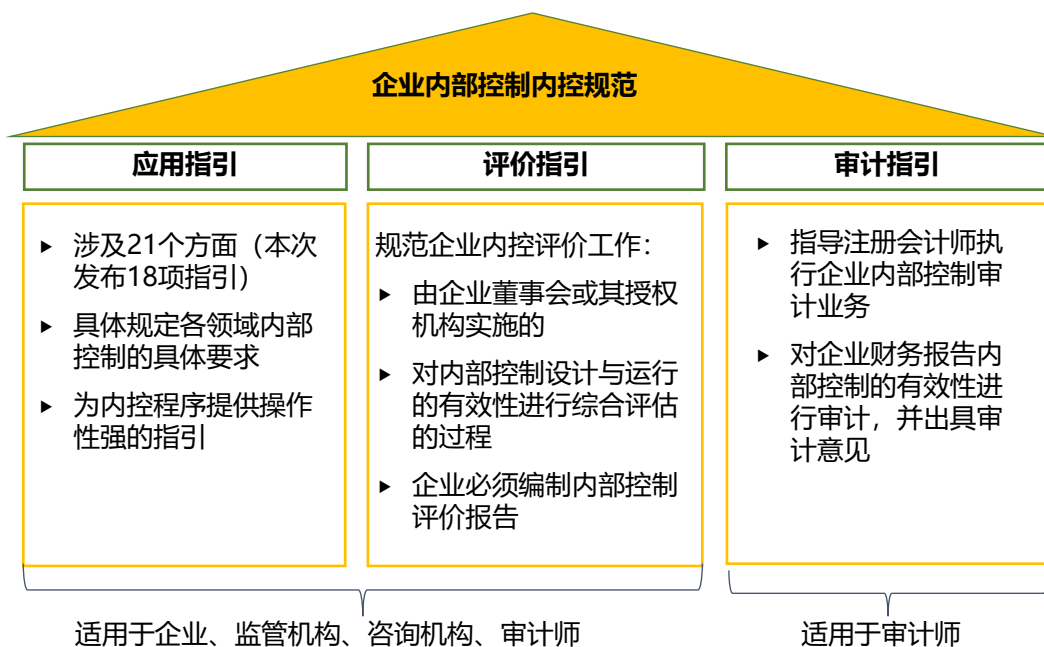 企业内部控制内控规范
应用指引
▶ 涉及21个方面（本次
发布18项指引）
▶ 具体规定各领域内部
控制的具体要求
▶ 为内控程序提供操作
性强的指引
评价指引
规范企业内控评价工作：
▶ 由企业董事会或其授权
机构实施的
▶ 对内部控制设计与运行
的有效性进行综合评估
的过程
▶ 企业必须编制内部控制
评价报告
审计指引
▶ 指导注册会计师执
行企业内部控制审
计业务
▶ 对企业财务报告内
部控制的有效性进
行审计，并出具审
计意见
适用于企业、监管机构、咨询机构、审计师
适用于审计师